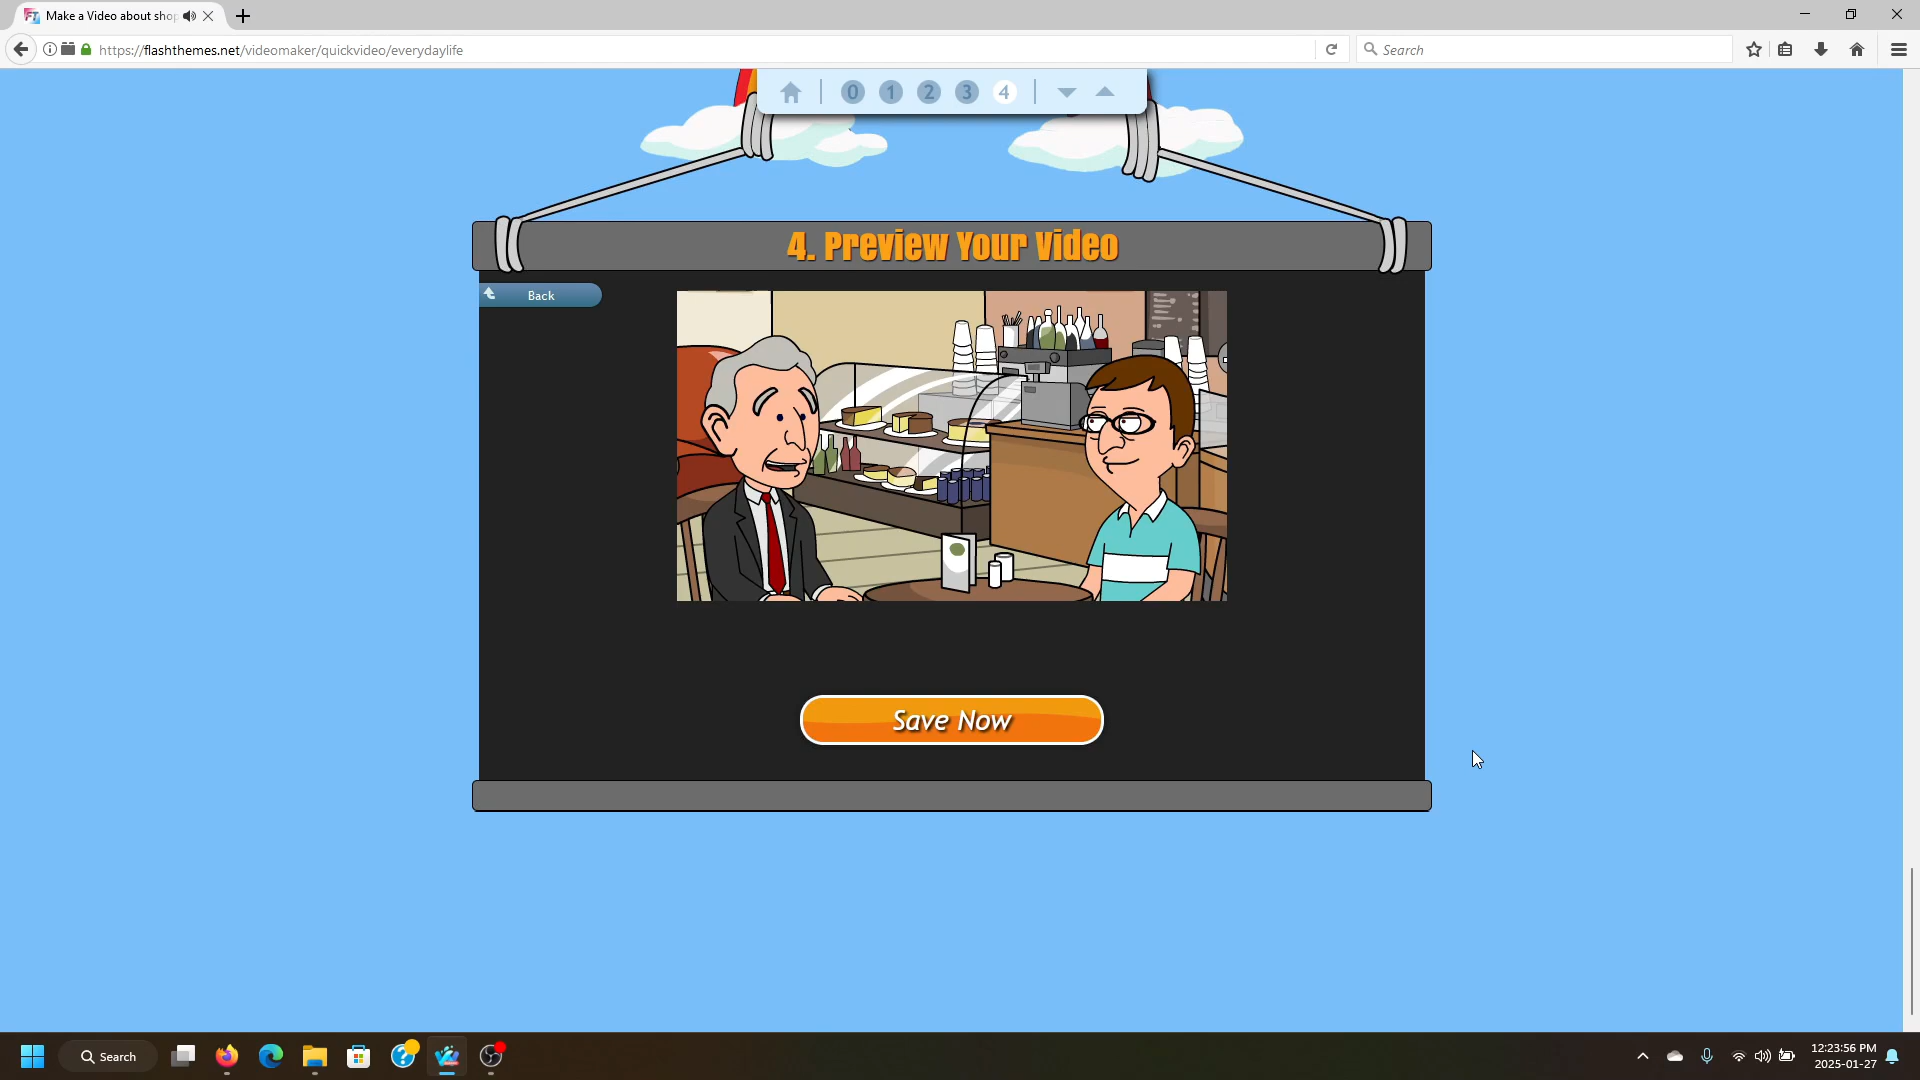 Make a Video about shop
https://flashthemes.net/videomaker/quickvideo/everydaylife
Search
0 1 2 3 4
4. Preview Your Video
Back
Save Now
Search
12:23:56 PM
2025-01-27